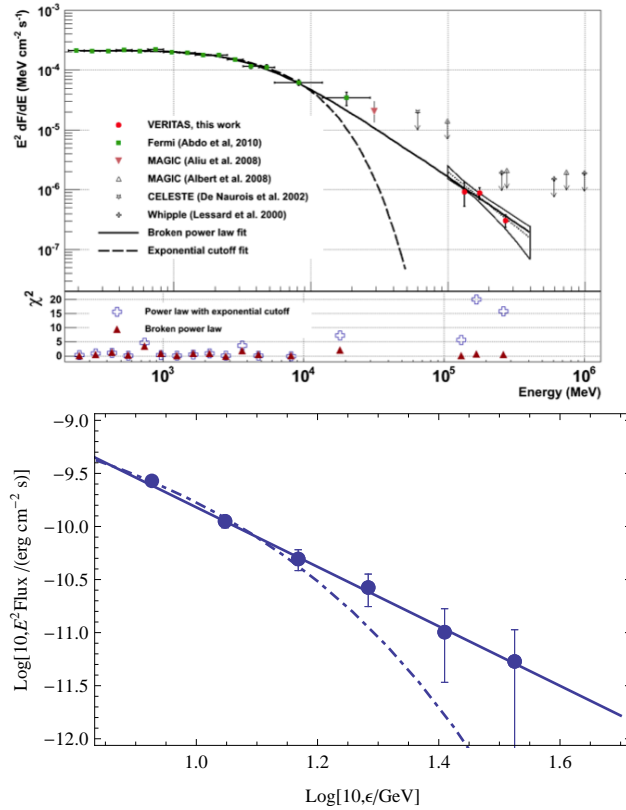 E² dF/dE (MeV cm⁻² s⁻¹)
10⁻³
10⁻⁴
10⁻⁵
10⁻⁶
10⁻⁷
VERITAS, this work
Fermi (Abdo et al, 2010)
MAGIC (Aliu et al. 2008)
MAGIC (Albert et al. 2008)
CELESTE (De Naurois et al. 2002)
Whipple (Lessard et al. 2000)
Broken power law fit
Exponential cutoff fit
χ²
20
15
10
5
0
Power law with exponential cutoff
Broken power law
10³
10⁴
10⁵
10⁶
Energy (MeV)
Log[10,E² Flux /(erg cm⁻² s)]
-9.0
-9.5
-10.0
-10.5
-11.0
-11.5
-12.0
1.0
1.2
1.4
1.6
Log[10,ϵ/GeV]